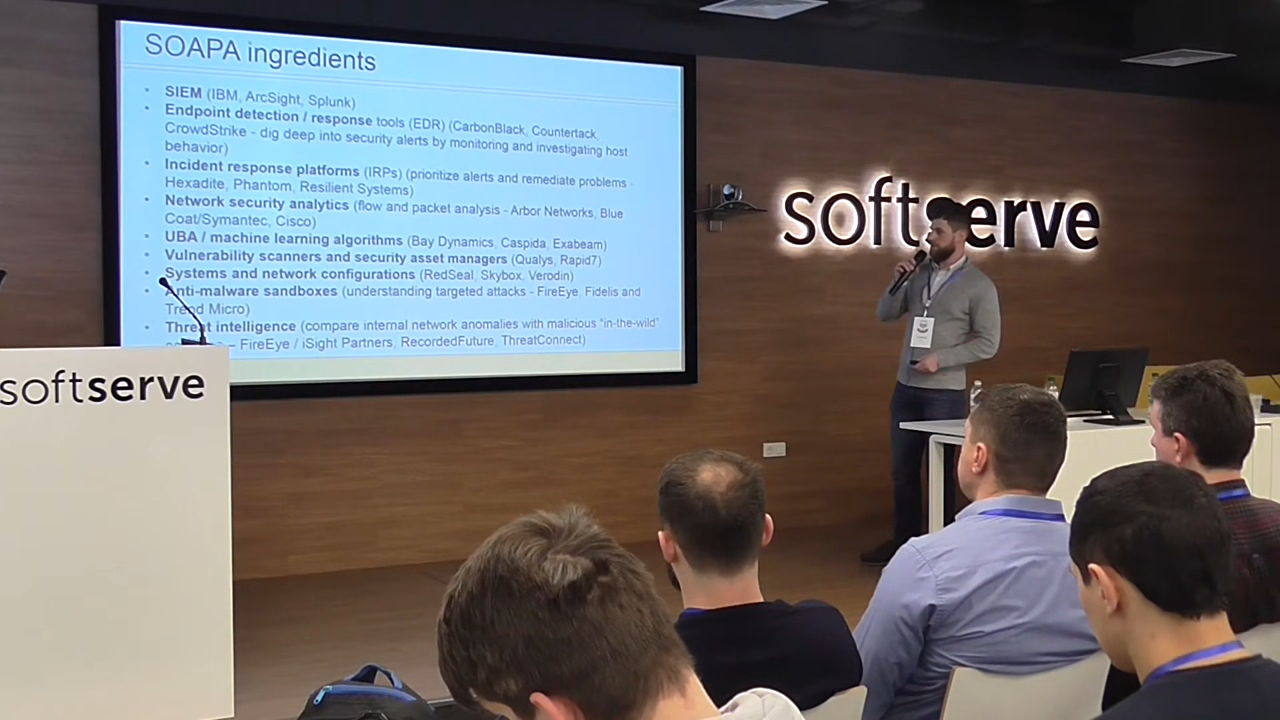 SOAPA ingredients
• SIEM (IBM, ArcSight, Splunk)
• Endpoint detection / response tools (EDR) (CarbonBlack, Countertack,
CrowdStrike - dig deep into security alerts by monitoring and investigating host
behavior)
• Incident response platforms (IRPs) (prioritize alerts and remediate problems -
Hexadite, Phantom, Resilient Systems)
• Network security analytics (flow and packet analysis - Arbor Networks, Blue
Coat/Symantec, Cisco)
• UBA / machine learning algorithms (Bay Dynamics, Caspida, Exabeam)
• Vulnerability scanners and security asset managers (Qualys, Rapid7)
• Systems and network configurations (RedSeal, Skybox, Verodin)
• Anti-malware sandboxes (understanding targeted attacks - FireEye, Fidelis and
Trend Micro)
• Threat intelligence (compare internal network anomalies with malicious "in-the-wild"
– FireEye / iSight Partners, RecordedFuture, ThreatConnect)
softserve
softserve